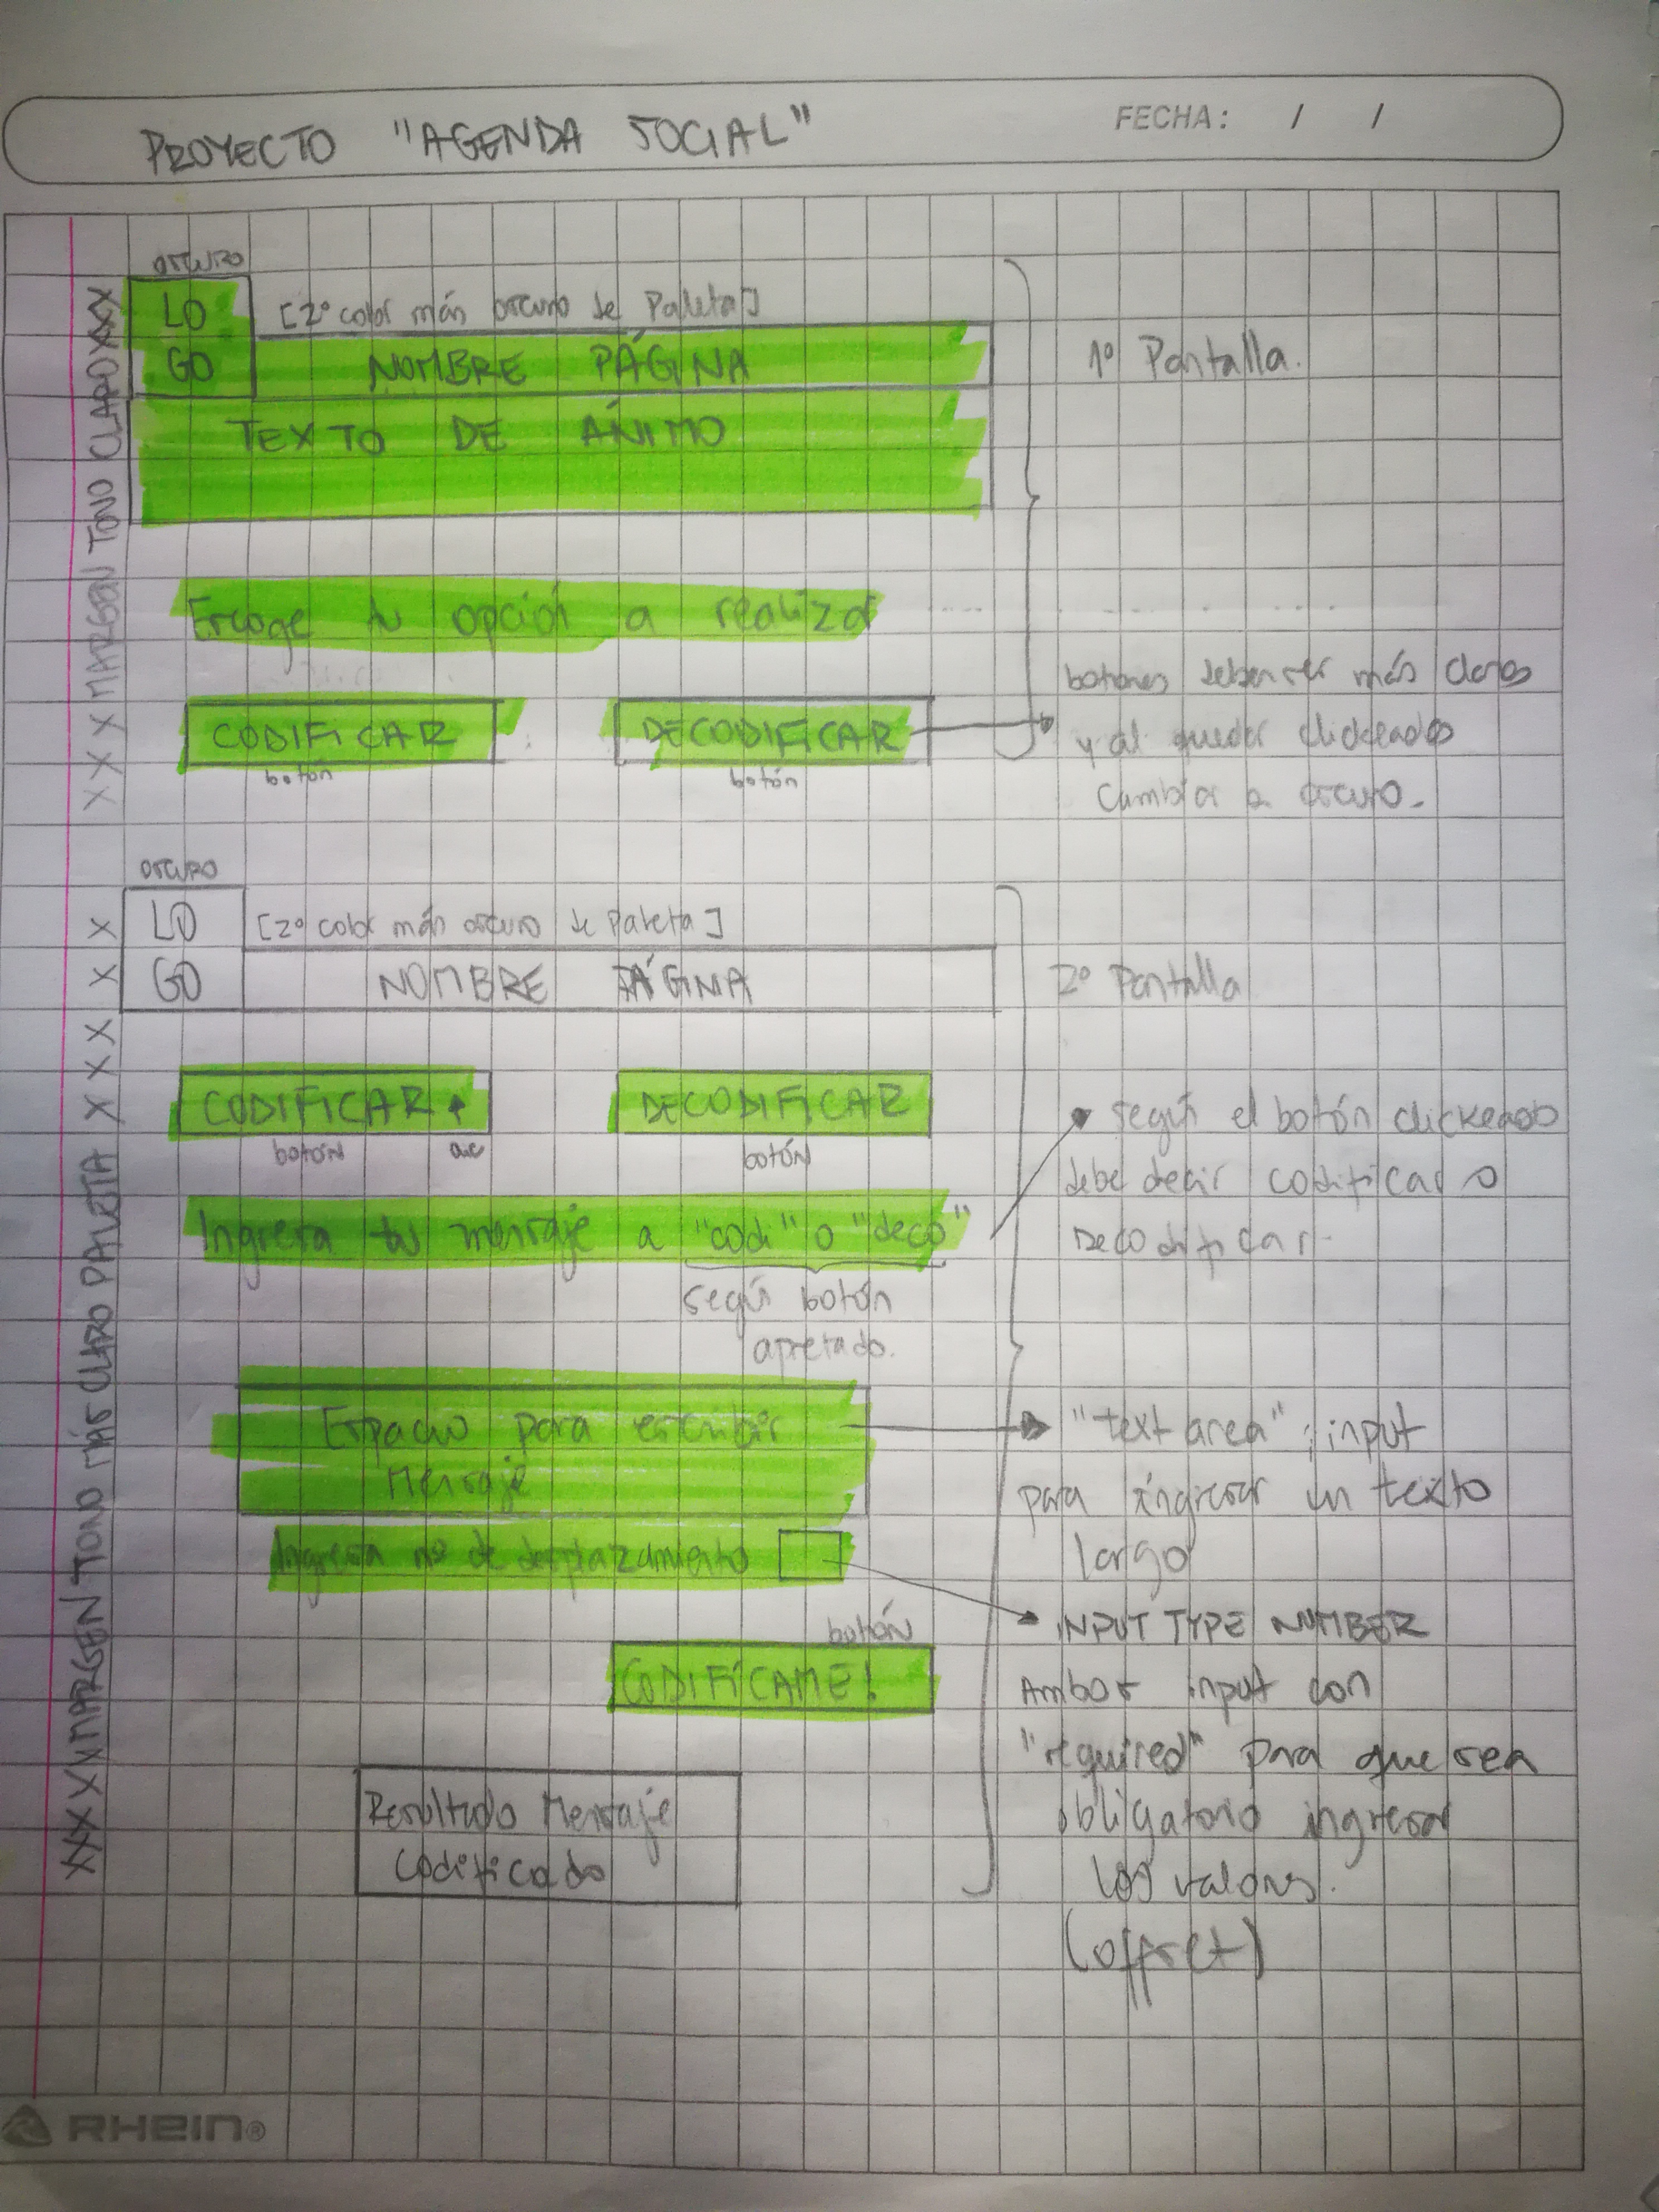 PROYECTO "AGENDA SOCIAL"
FECHA: / /
OSCURO
LO
GO
[2º color más oscuro de Paleta]
NOMBRE PÁGINA
1º Pantalla.
TEXTO DE ÁNIMO
XXX MARGEN TONO CLARO XXX
Escoge tu opción a realizar
CODIFICAR
botón
DECODIFICAR
botón
botones deben ser más claros
y al quedar clickeados
cambiar a oscuro.
OSCURO
LO
GO
[2º color más oscuro de Paleta]
NOMBRE PÁGINA
2º Pantalla
CODIFICAR
botón
DECODIFICAR
botón
según el botón clickeado
debe decir codificar o
Decodificar.
Ingresa tu mensaje a "codi" o "deco"
según botón
apretado.
XXXX MARGEN TONO MÁS CLARO PALETA X X X X X
Espacio para escribir
Mensaje
"text area"; input
para ingresar un texto
largo
Ingresa nº de desplazamiento
INPUT TYPE NUMBER
Ambos input con
"required" para que sea
obligatorio ingresar
los valores.
(offset)
botón
CODIFÍCAME!
Resultado Mensaje
Codificado
RHEIN®